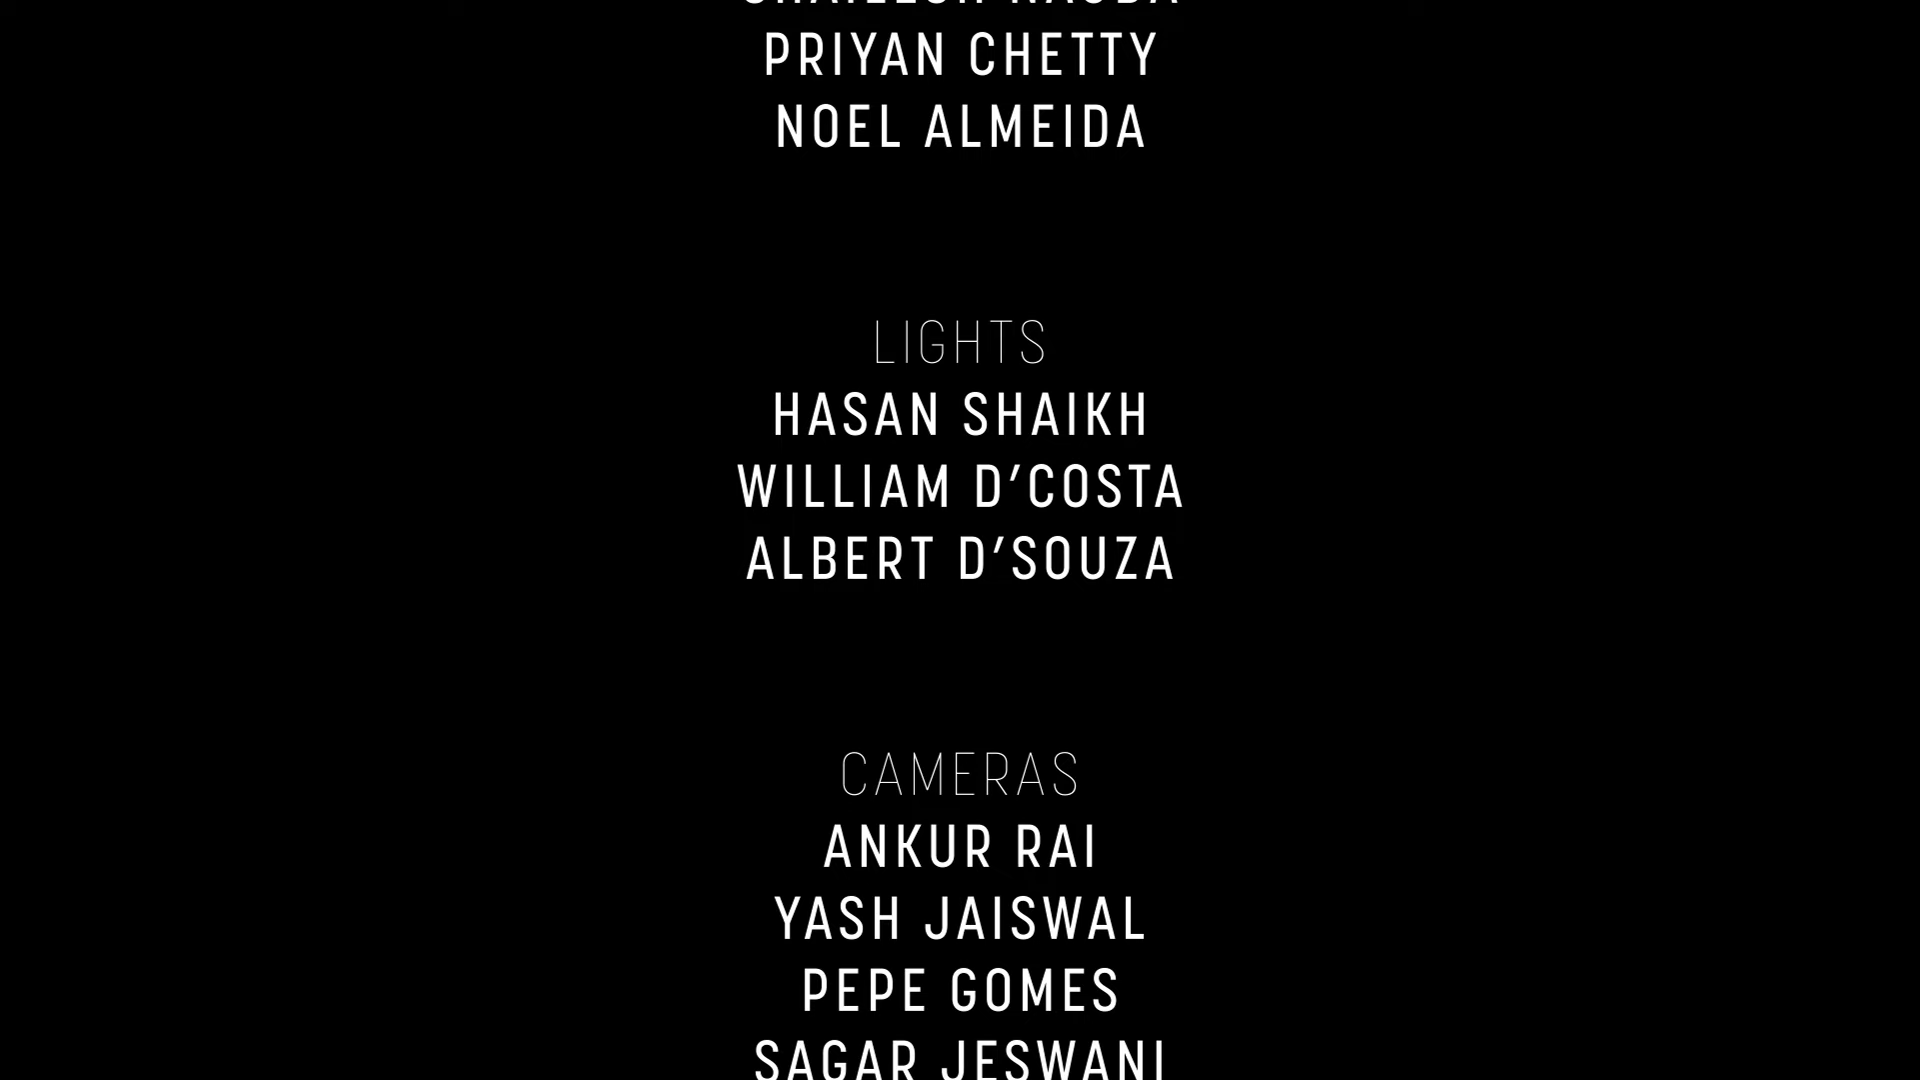 PRIYAN CHETTY
NOEL ALMEIDA
LIGHTS
HASAN SHAIKH
WILLIAM D'COSTA
ALBERT D'SOUZA
CAMERAS
ANKUR RAI
YASH JAISWAL
PEPE GOMES
SAGAR JESWANI